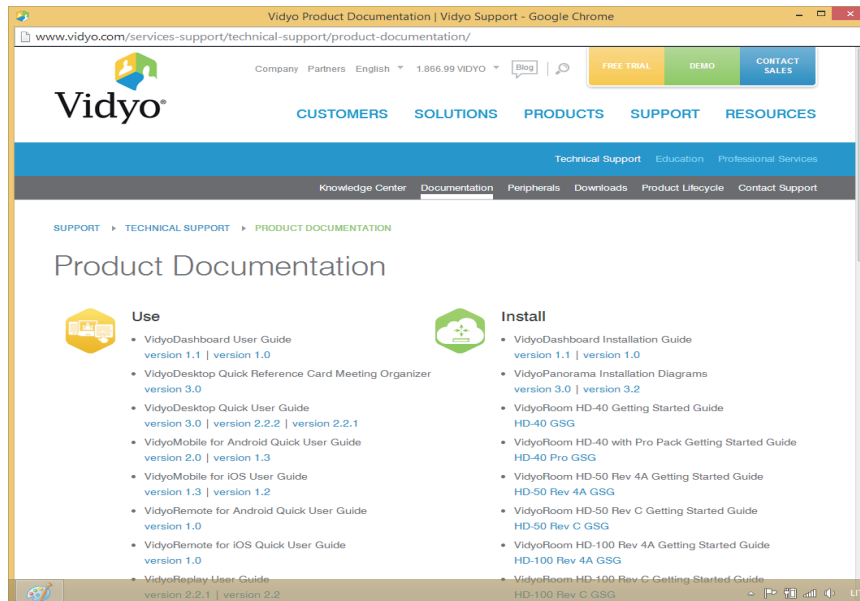 Vidyo Product Documentation | Vidyo Support - Google Chrome
www.vidyo.com/services-support/technical-support/product-documentation/
Company Partners English 1.866.99 VIDYO Blog FREE TRIAL DEMO CONTACT SALES
Vidyo
CUSTOMERS SOLUTIONS PRODUCTS SUPPORT RESOURCES
Technical Support Education Professional Services
Knowledge Center Documentation Peripherals Downloads Product Lifecycle Contact Support
SUPPORT TECHNICAL SUPPORT PRODUCT DOCUMENTATION
Product Documentation
Use
VidyoDashboard User Guide
version 1.1 | version 1.0
VidyoDesktop Quick Reference Card Meeting Organizer
version 3.0
VidyoDesktop Quick User Guide
version 3.0 | version 2.2.2 | version 2.2.1
VidyoMobile for Android Quick User Guide
version 2.0 | version 1.3
VidyoMobile for iOS User Guide
version 1.3 | version 1.2
VidyoRemote for Android Quick User Guide
version 1.0
VidyoRemote for iOS Quick User Guide
version 1.0
VidyoReplay User Guide
version 2.2.1 | version 2.2
Install
VidyoDashboard Installation Guide
version 1.1 | version 1.0
VidyoPanorama Installation Diagrams
version 3.0 | version 3.2
VidyoRoom HD-40 Getting Started Guide
HD-40 GSG
VidyoRoom HD-40 with Pro Pack Getting Started Guide
HD-40 Pro GSG
VidyoRoom HD-50 Rev 4A Getting Started Guide
HD-50 Rev 4A GSG
VidyoRoom HD-50 Rev C Getting Started Guide
HD-50 Rev C GSG
VidyoRoom HD-100 Rev 4A Getting Started Guide
HD-100 Rev 4A GSG
VidyoRoom HD-100 Rev C Getting Started Guide
HD-100 Rev C GSG